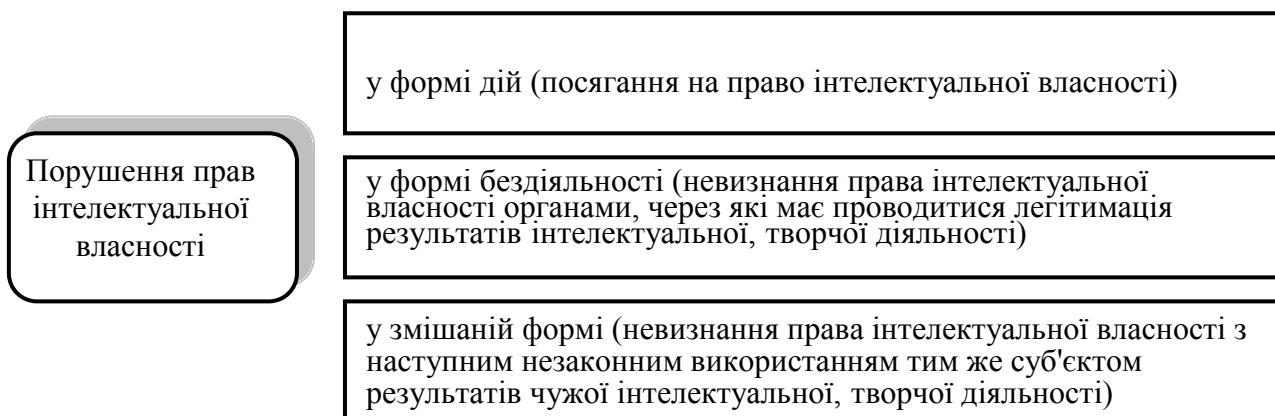 у формі дій (посягання на право інтелектуальної власності)
Порушення прав
інтелектуальної
власності
у формі бездіяльності (невизнання права інтелектуальної
власності органами, через які має проводитися легітимація
результатів інтелектуальної, творчої діяльності)
у змішаній формі (невизнання права інтелектуальної власності з
наступним незаконним використанням тим же суб'єктом
результатів чужої інтелектуальної, творчої діяльності)